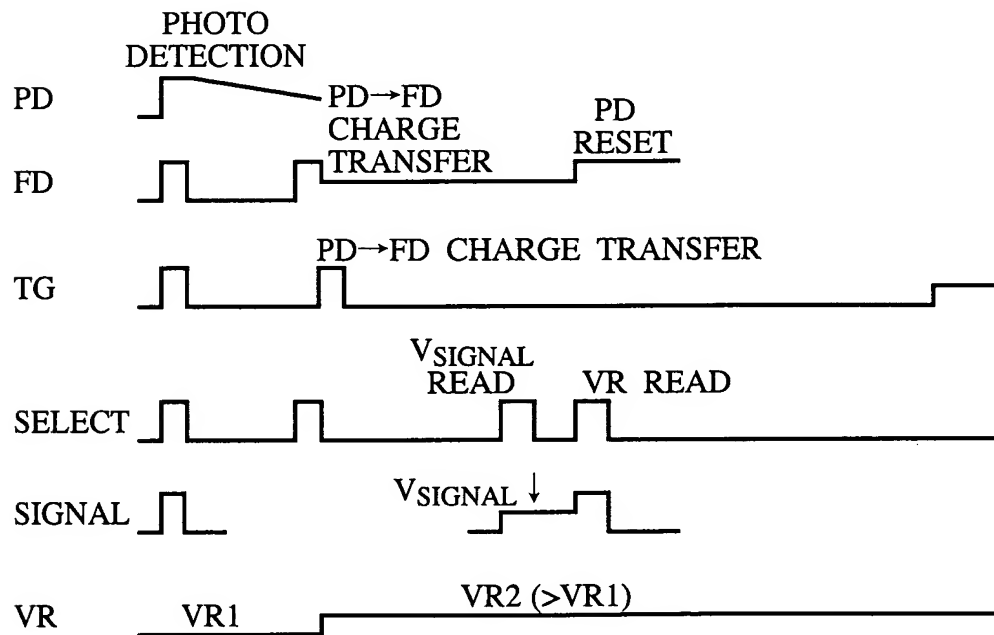 PHOTO
DETECTION
PD
PD→FD
CHARGE
TRANSFER
PD
RESET
FD
PD→FD CHARGE TRANSFER
TG
VSIGNAL
READ
VR READ
SELECT
VSIGNAL ↓
SIGNAL
VR
VR1
VR2 (>VR1)